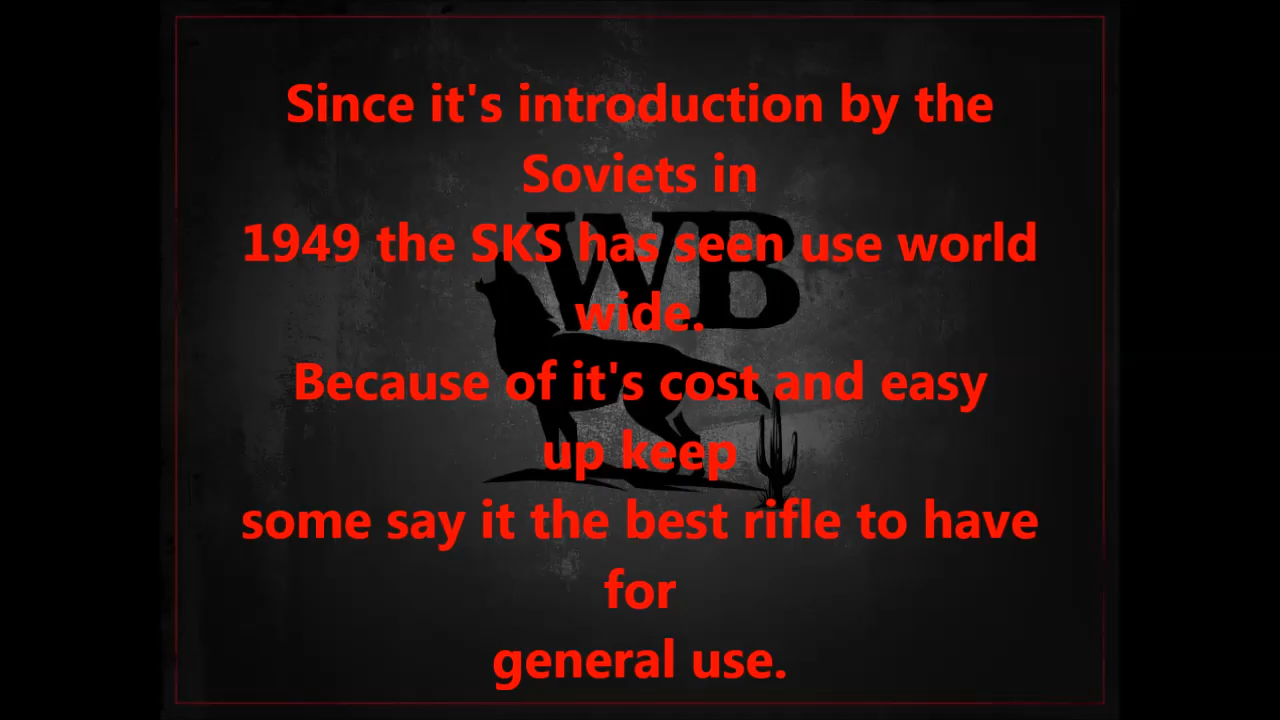 Since it's introduction by the
Soviets in
1949 the SKS has seen use world
wide.
Because of it's cost and easy
up keep
some say it the best rifle to have
for
general use.
WB